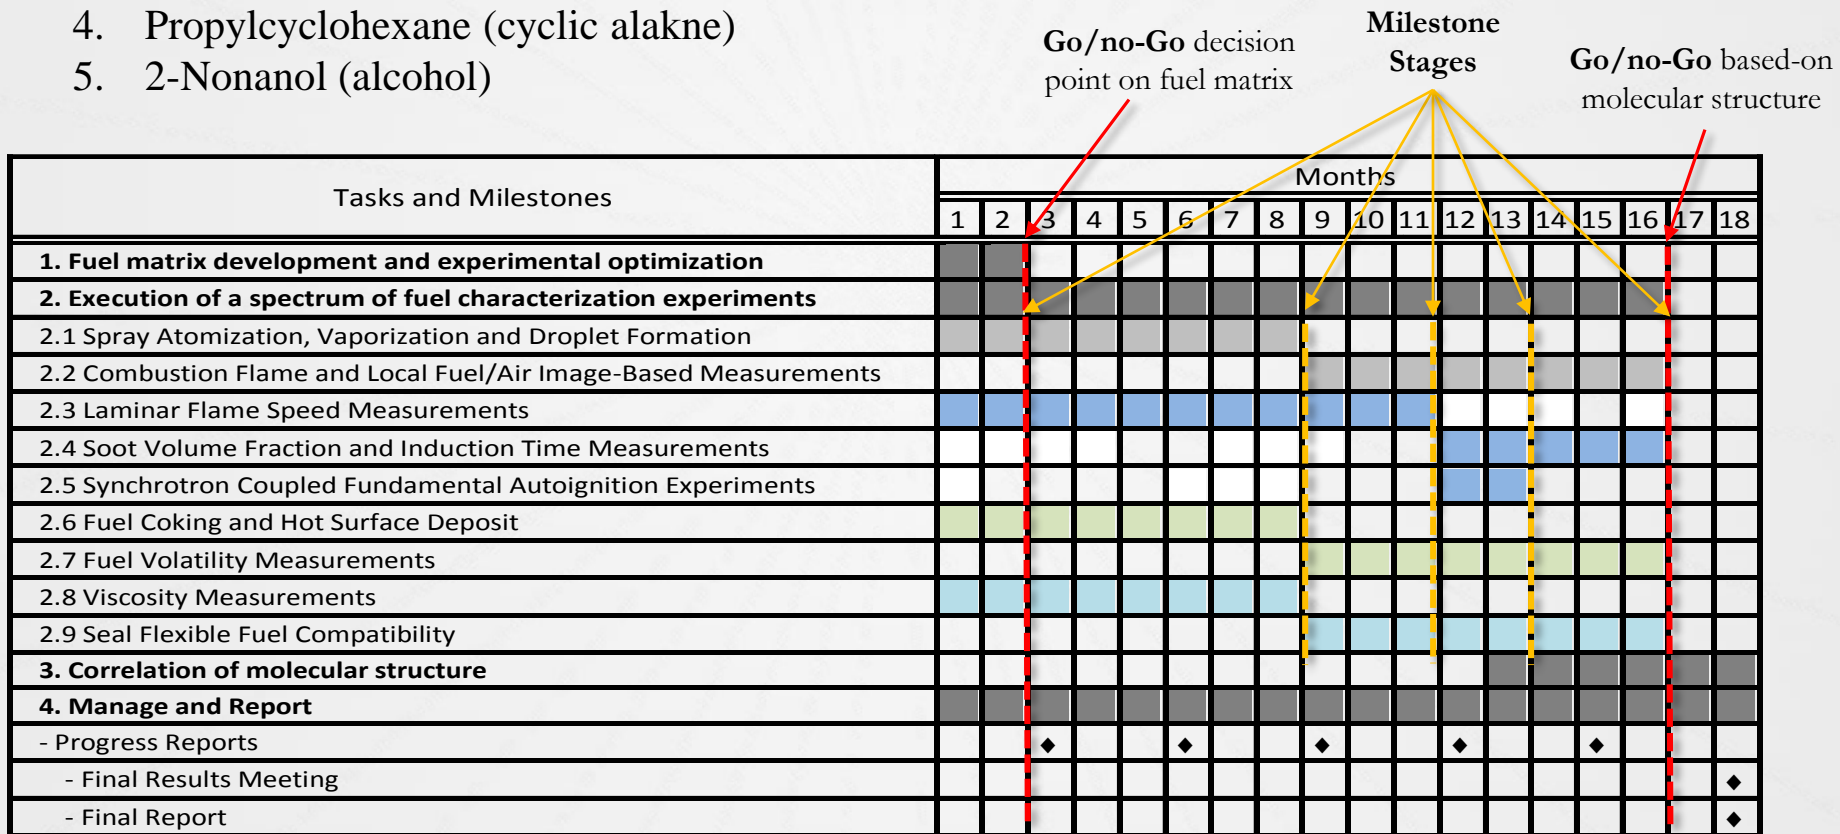 4. Propylcyclohexane (cyclic alakne)
5. 2-Nonanol (alcohol)
Go/no-Go decision
point on fuel matrix
Milestone
Stages
Go/no-Go based-on
molecular structure
Tasks and Milestones
Months
1 2 3 4 5 6 7 8 9 10 11 12 13 14 15 16 17 18
1. Fuel matrix development and experimental optimization
2. Execution of a spectrum of fuel characterization experiments
2.1 Spray Atomization, Vaporization and Droplet Formation
2.2 Combustion Flame and Local Fuel/Air Image-Based Measurements
2.3 Laminar Flame Speed Measurements
2.4 Soot Volume Fraction and Induction Time Measurements
2.5 Synchrotron Coupled Fundamental Autoignition Experiments
2.6 Fuel Coking and Hot Surface Deposit
2.7 Fuel Volatility Measurements
2.8 Viscosity Measurements
2.9 Seal Flexible Fuel Compatibility
3. Correlation of molecular structure
4. Manage and Report
- Progress Reports
- Final Results Meeting
- Final Report